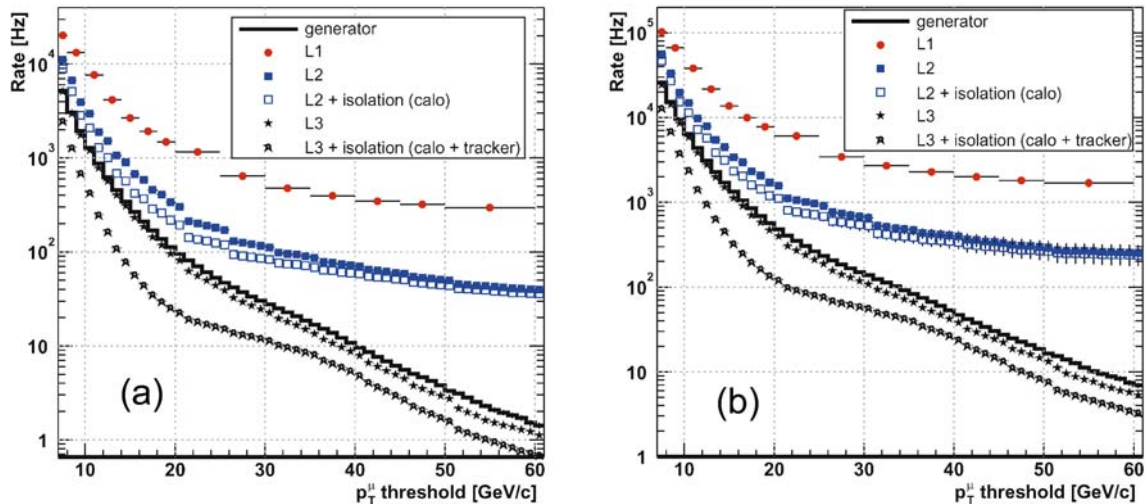 Rate [Hz]
10⁴
10³
10²
10
1
generator
L1
L2
L2 + isolation (calo)
L3
L3 + isolation (calo + tracker)
(a)
10 20 30 40 50 60
p_T^μ threshold [GeV/c]
Rate [Hz]
10⁵
10⁴
10³
10²
10
1
generator
L1
L2
L2 + isolation (calo)
L3
L3 + isolation (calo + tracker)
(b)
10 20 30 40 50 60
p_T^μ threshold [GeV/c]